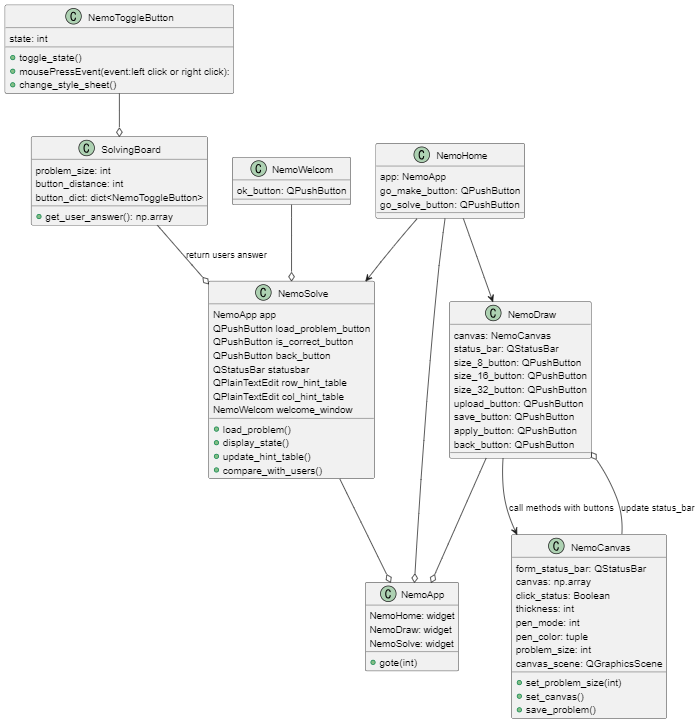 C NemoToggleButton
state: int
toggle_state()
mousePressEvent(event:left click or right click):
change_style_sheet()
C SolvingBoard
problem_size: int
button_distance: int
button_dict: dict<NemoToggleButton>
get_user_answer(): np.array
C NemoWelcom
ok_button: QPushButton
C NemoHome
app: NemoApp
go_make_button: QPushButton
go_solve_button: QPushButton
return users answer
C NemoSolve
NemoApp app
QPushButton load_problem_button
QPushButton is_correct_button
QPushButton back_button
QStatusBar statusbar
QPlainTextEdit row_hint_table
QPlainTextEdit col_hint_table
NemoWelcom welcome_window
load_problem()
display_state()
update_hint_table()
compare_with_users()
C NemoDraw
canvas: NemoCanvas
status_bar: QStatusBar
size_8_button: QPushButton
size_16_button: QPushButton
size_32_button: QPushButton
upload_button: QPushButton
save_button: QPushButton
apply_button: QPushButton
back_button: QPushButton
call methods with buttons
update status_bar
C NemoApp
NemoHome: widget
NemoDraw: widget
NemoSolve: widget
gote(int)
C NemoCanvas
form_status_bar: QStatusBar
canvas: np.array
click_status: Boolean
thickness: int
pen_mode: int
pen_color: tuple
problem_size: int
canvas_scene: QGraphicsScene
set_problem_size(int)
set_canvas()
save_problem()